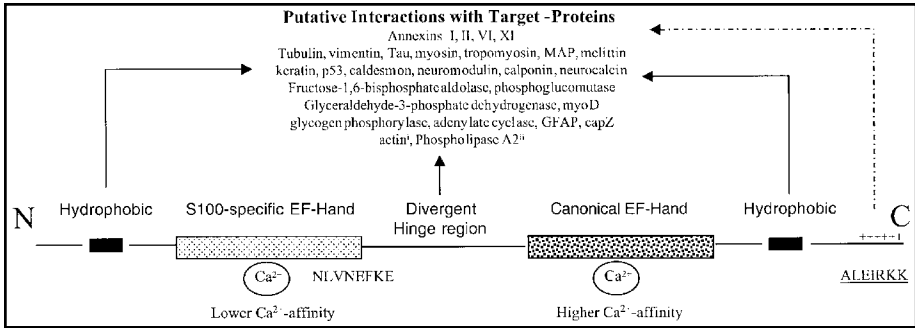 Putative Interactions with Target -Proteins
Annexins I, II, VI, XI
Tubulin, vimentin, Tau, myosin, tropomyosin, MAP, melittin
keratin, p53, caldesmon, neuromodulin, calponin, neurocalcin
Fructose-1,6-bisphosphate aldolase, phosphoglucomutase
Glyceraldehyde-3-phosphate dehydrogenase, myoD
glycogen phosphorylase, adenylate cyclase, GFAP, capZ
actinⁱ, Phospholipase A2ⁱⁱ
N
Hydrophobic
S100-specific EF-Hand
Divergent
Hinge region
Canonical EF-Hand
Hydrophobic
C
+++++
Ca²⁺
NLVNEFKE
Ca²⁺
ALEIRKK
Lower Ca²⁺-affinity
Higher Ca²⁺-affinity